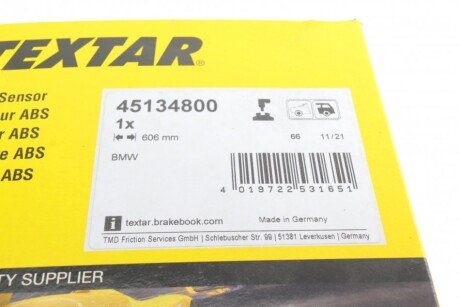 TEXTAR®
Sensor
ur ABS
r ABS
e ABS
ABS
45134800
1x
606 mm
BMW
66
11/21
4 019722 531651
i textar.brakebook.com
Made in Germany
TMD Friction Services GmbH | Schlebuscher Str. 99 | 51381 Leverkusen | Germany
TY SUPPLIER